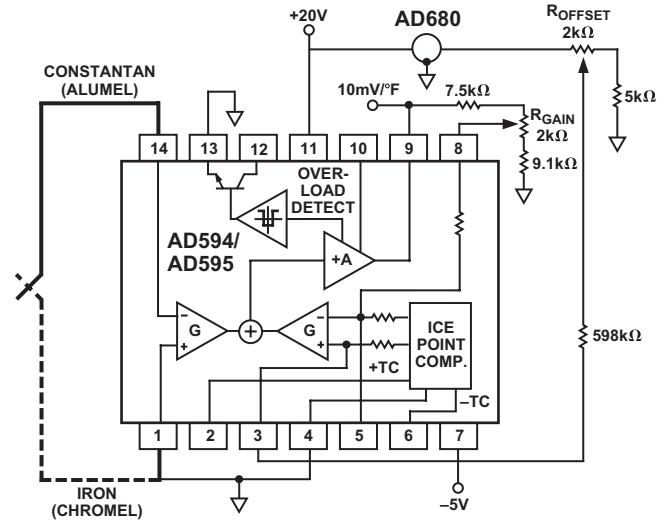 +20V
AD680
R_OFFSET
2kΩ
CONSTANTAN
(ALUMEL)
10mV/°F
7.5kΩ
5kΩ
R_GAIN
2kΩ
9.1kΩ
14
13
12
11
10
9
8
OVER-
LOAD
DETECT
AD594/
AD595
+A
–
G
+
+
–
G
+
ICE
POINT
COMP.
+TC
–TC
598kΩ
1
2
3
4
5
6
7
IRON
(CHROMEL)
–5V